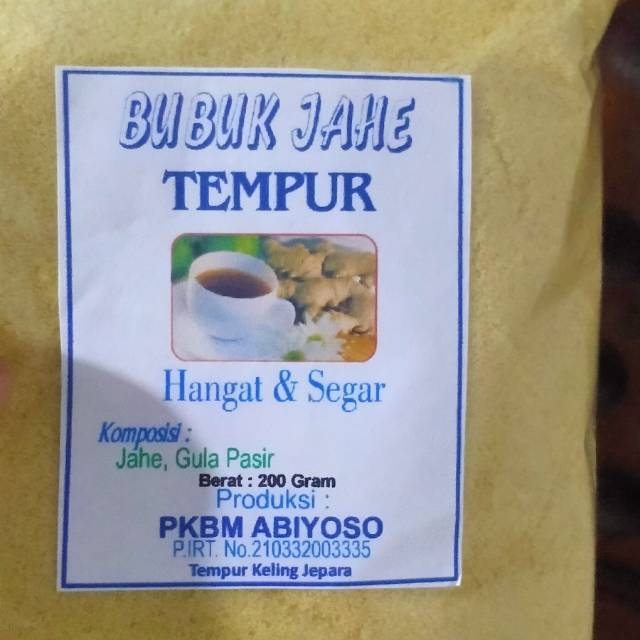 BUBUK JAHE
TEMPUR
Hangat & Segar
Komposisi :
Jahe, Gula Pasir
Berat : 200 Gram
Produksi :
PKBM ABIYOSO
P.IRT. No.210332003335
Tempur Keling Jepara